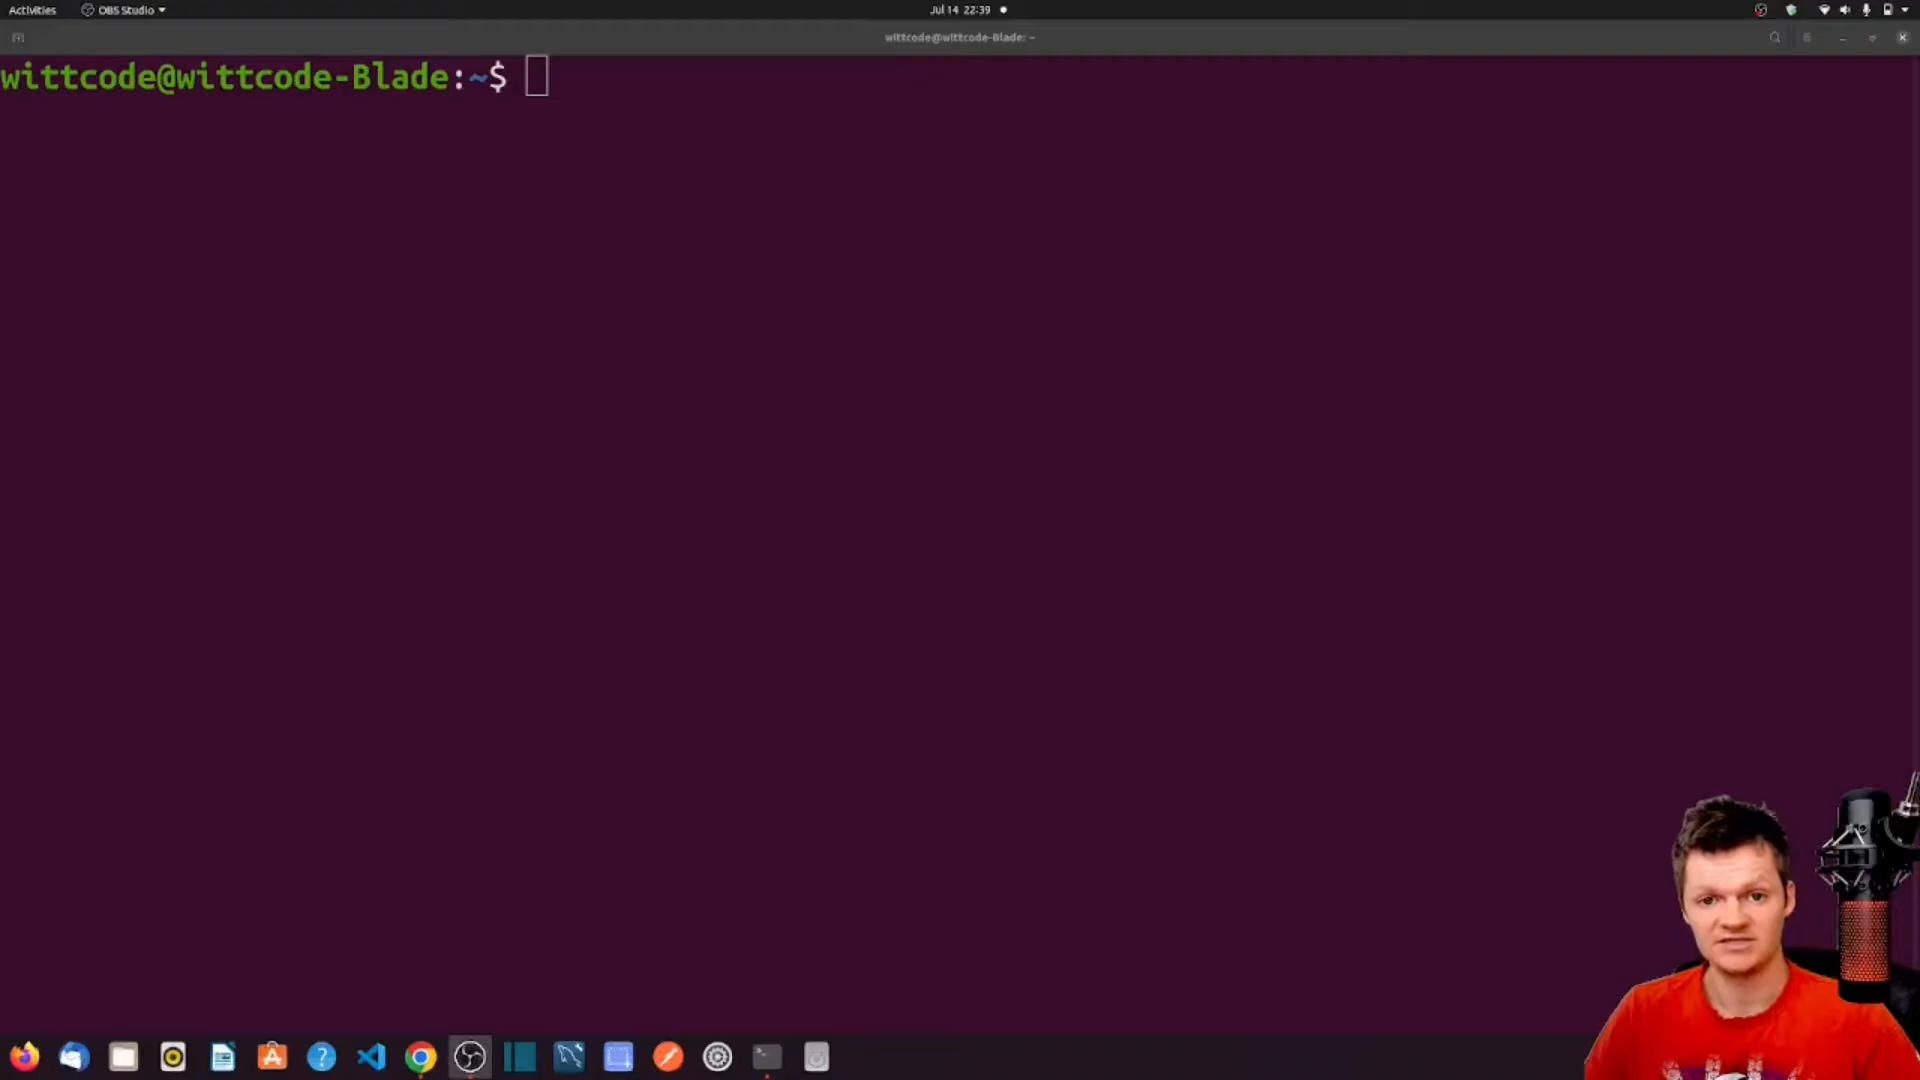 Activities OBS Studio Jul 14 22:39
wittcode@wittcode-Blade: ~
wittcode@wittcode-Blade:~$